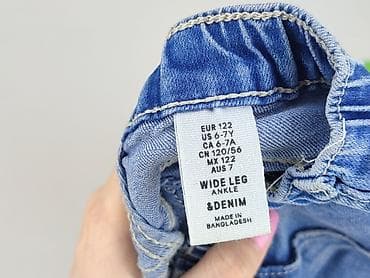 EUR 122
US 6-7Y
CA 6-7A
CN 120/56
MX 122
AUS 7
WIDE LEG
ANKLE
&DENIM
MADE IN
BANGLADESH